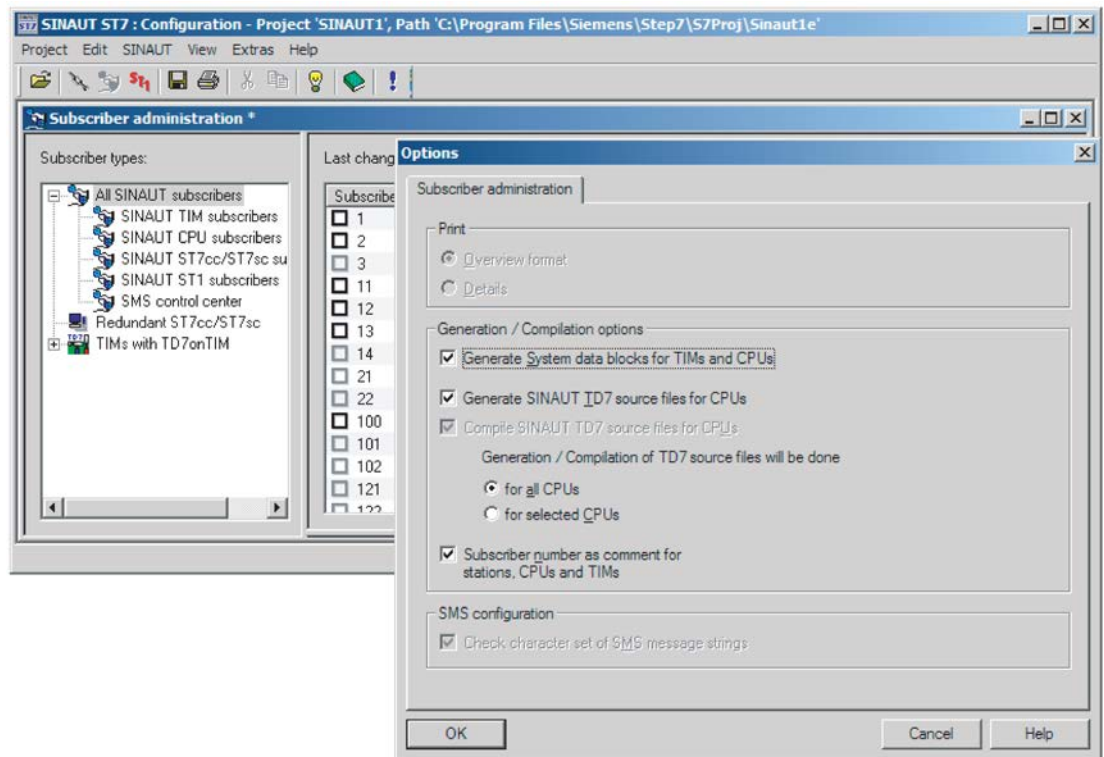 SINAUT ST7 : Configuration - Project 'SINAUT1', Path 'C:\Program Files\Siemens\Step7\S7Proj\Sinaut1e'
Project Edit SINAUT View Extras Help
Subscriber administration *
Subscriber types:
All SINAUT subscribers
SINAUT TIM subscribers
SINAUT CPU subscribers
SINAUT ST7cc/ST7sc su
SINAUT ST1 subscribers
SMS control center
Redundant ST7cc/ST7sc
TIMs with TD7onTIM
Last chang
Subscribe
1
2
3
11
12
13
14
21
22
100
101
102
121
122
Options
Subscriber administration
Print
Overview format
Details
Generation / Compilation options
Generate System data blocks for TIMs and CPUs
Generate SINAUT TD7 source files for CPUs
Compile SINAUT TD7 source files for CPUs
Generation / Compilation of TD7 source files will be done
for all CPUs
for selected CPUs
Subscriber number as comment for
stations, CPUs and TIMs
SMS configuration
Check character set of SMS message strings
OK Cancel Help